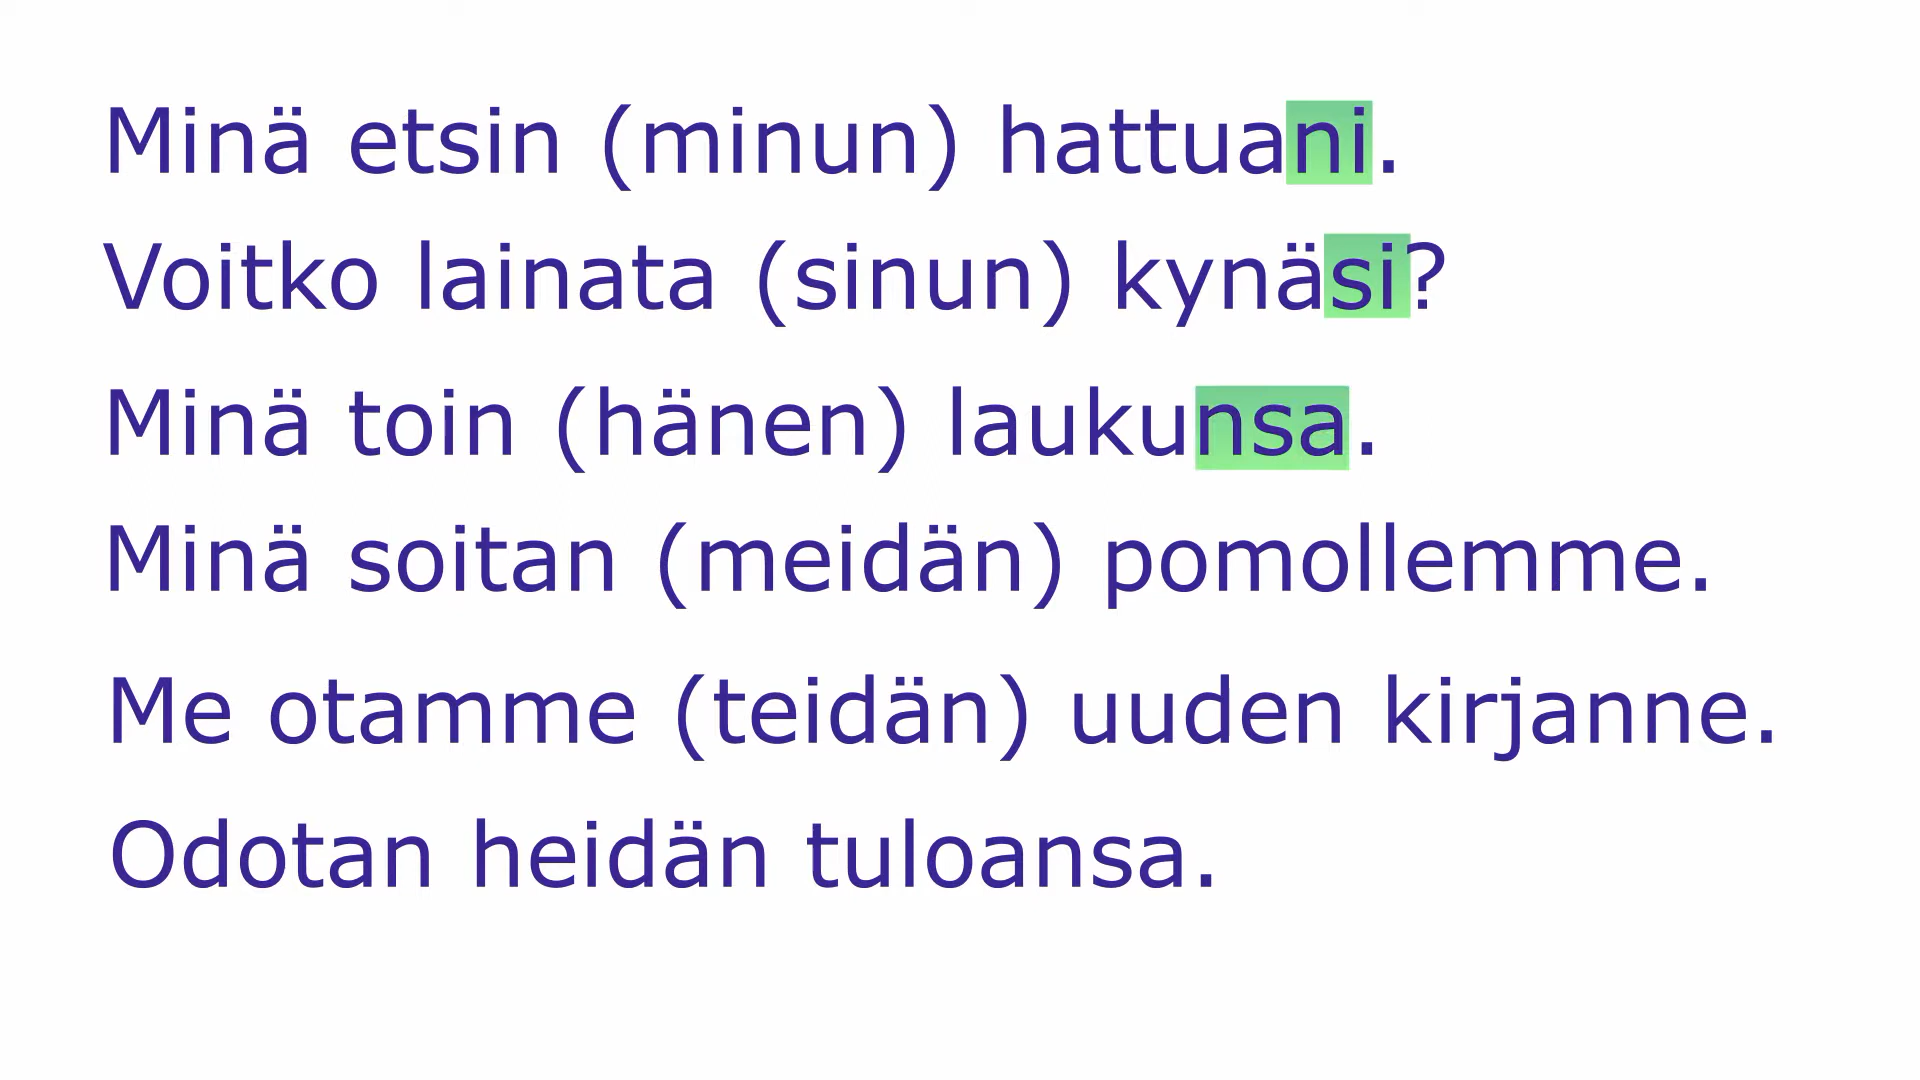 Minä etsin (minun) hattuani.
Voitko lainata (sinun) kynäsi?
Minä toin (hänen) laukunsa.
Minä soitan (meidän) pomollemme.
Me otamme (teidän) uuden kirjanne.
Odotan heidän tuloansa.